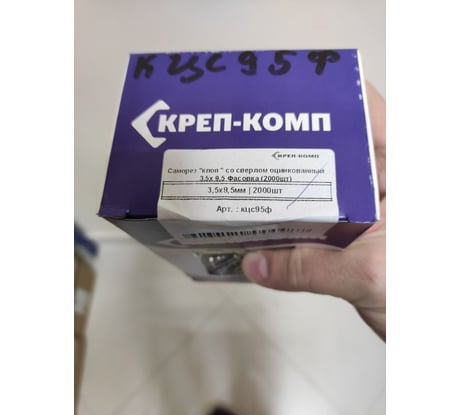 КЦС95Ф
КРЕП-КОМП
КРЕП-КОМП
Саморез "клоп" со сверлом оцинкованный
3,5х 9,5 Фасовка (2000шт)
3,5х9,5мм | 2000шт
Арт. : кцс95ф